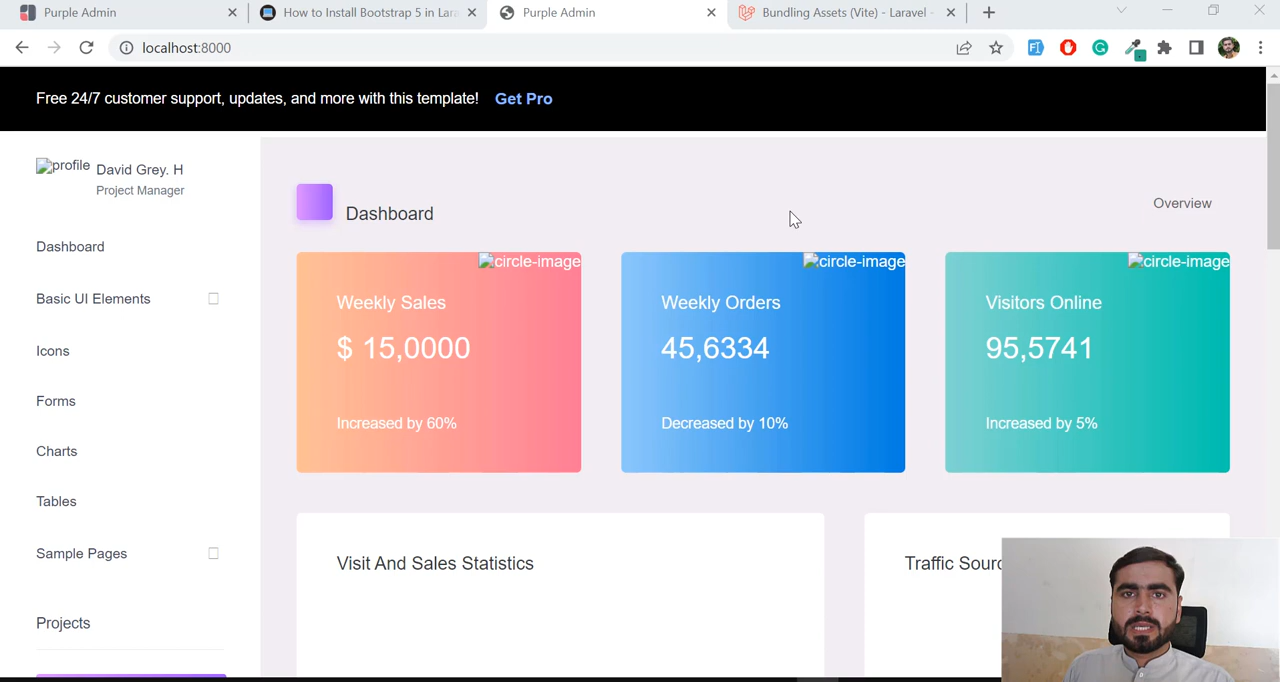 Purple Admin
How to Install Bootstrap 5 in Lara
Purple Admin
Bundling Assets (Vite) - Laravel -
localhost:8000
Free 24/7 customer support, updates, and more with this template! Get Pro
profile
David Grey. H
Project Manager
Dashboard
Basic UI Elements
Icons
Forms
Charts
Tables
Sample Pages
Projects
Dashboard
Overview
circle-image
Weekly Sales
$ 15,0000
Increased by 60%
circle-image
Weekly Orders
45,6334
Decreased by 10%
circle-image
Visitors Online
95,5741
Increased by 5%
Visit And Sales Statistics
Traffic Sourc